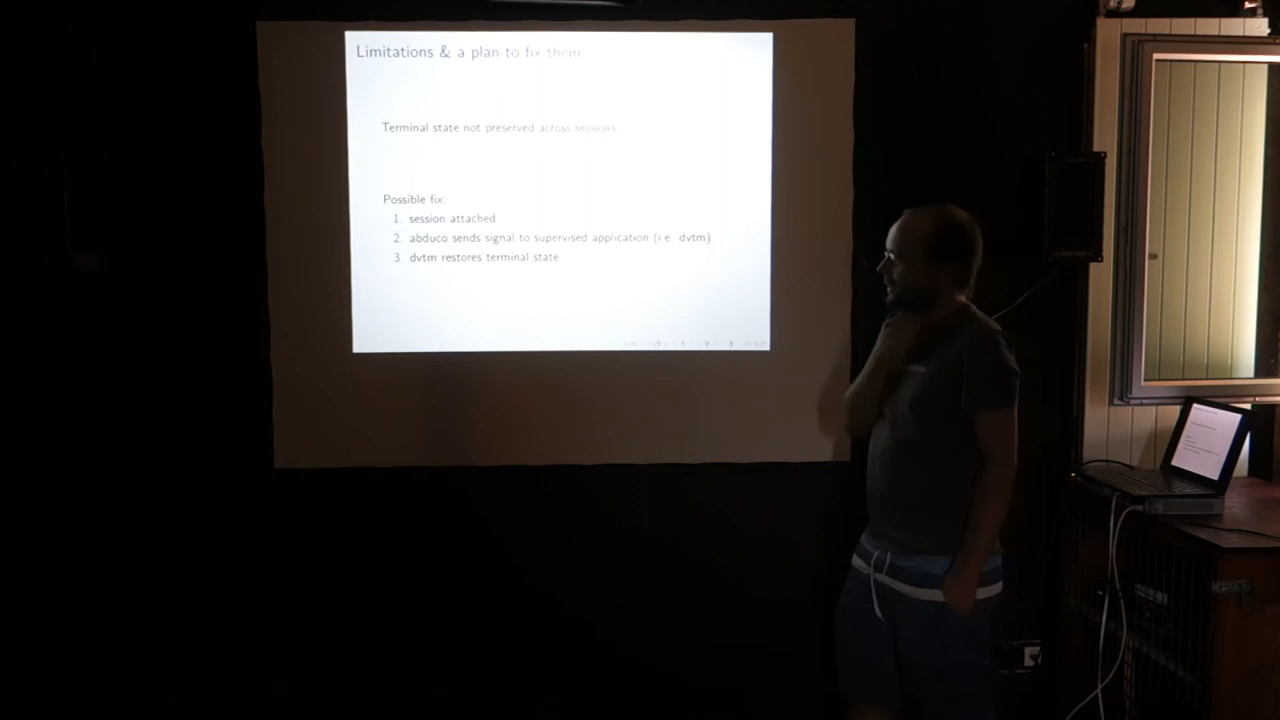 Limitations & a plan to fix them
Terminal state not preserved across sessions
Possible fix:
1. session attached
2. abduco sends signal to supervised application (i.e. dvtm)
3. dvtm restores terminal state